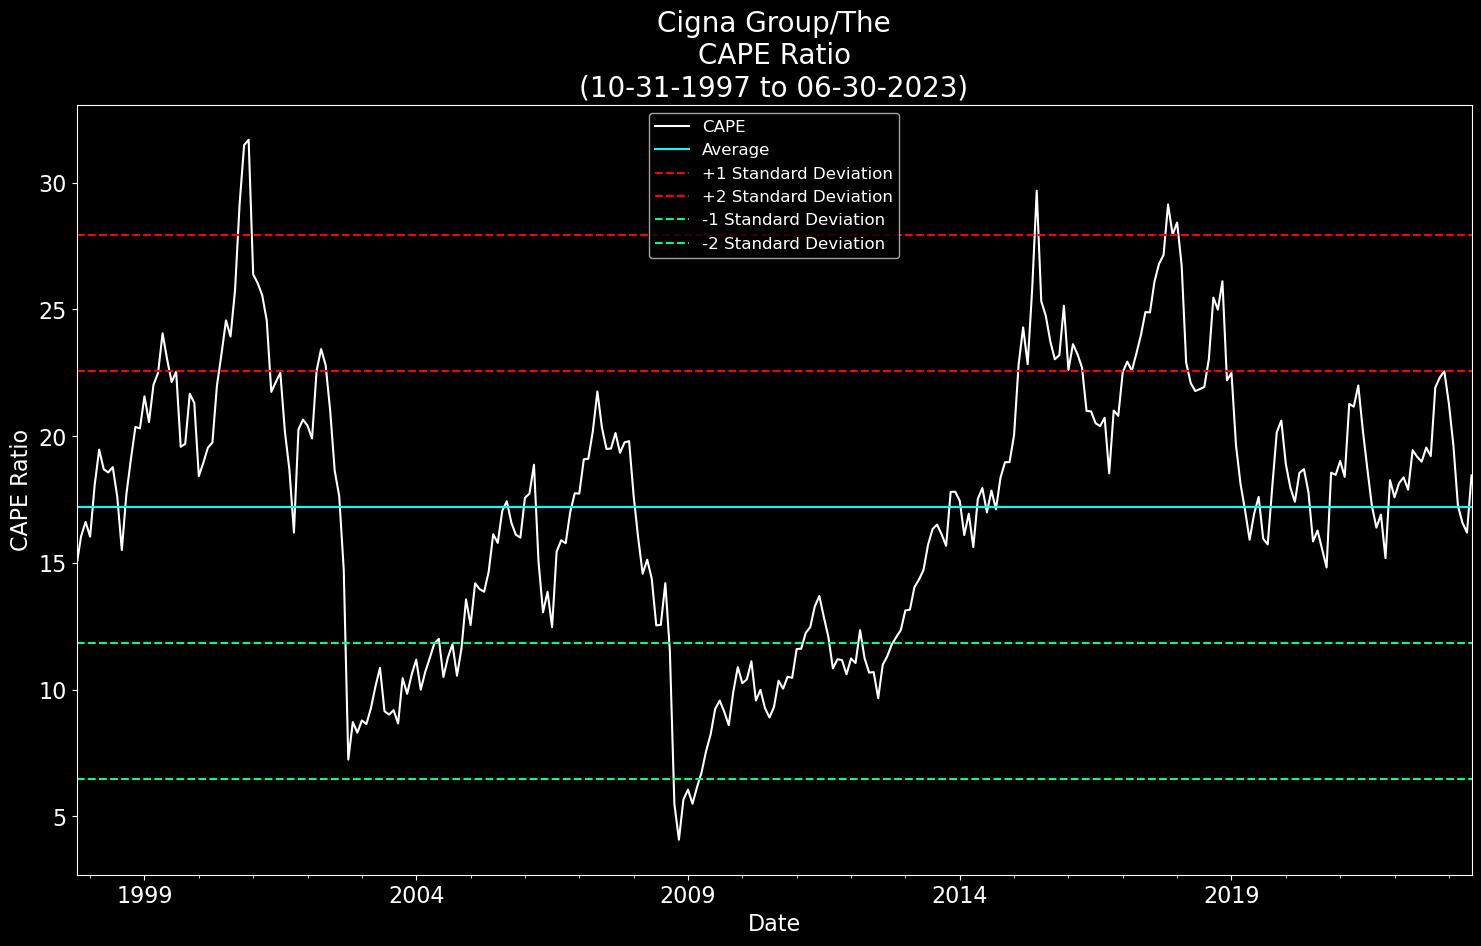 Cigna Group/The
CAPE Ratio
(10-31-1997 to 06-30-2023)
CAPE
Average
+1 Standard Deviation
+2 Standard Deviation
-1 Standard Deviation
-2 Standard Deviation
CAPE Ratio
30
25
20
15
10
5
1999
2004
2009
2014
2019
Date